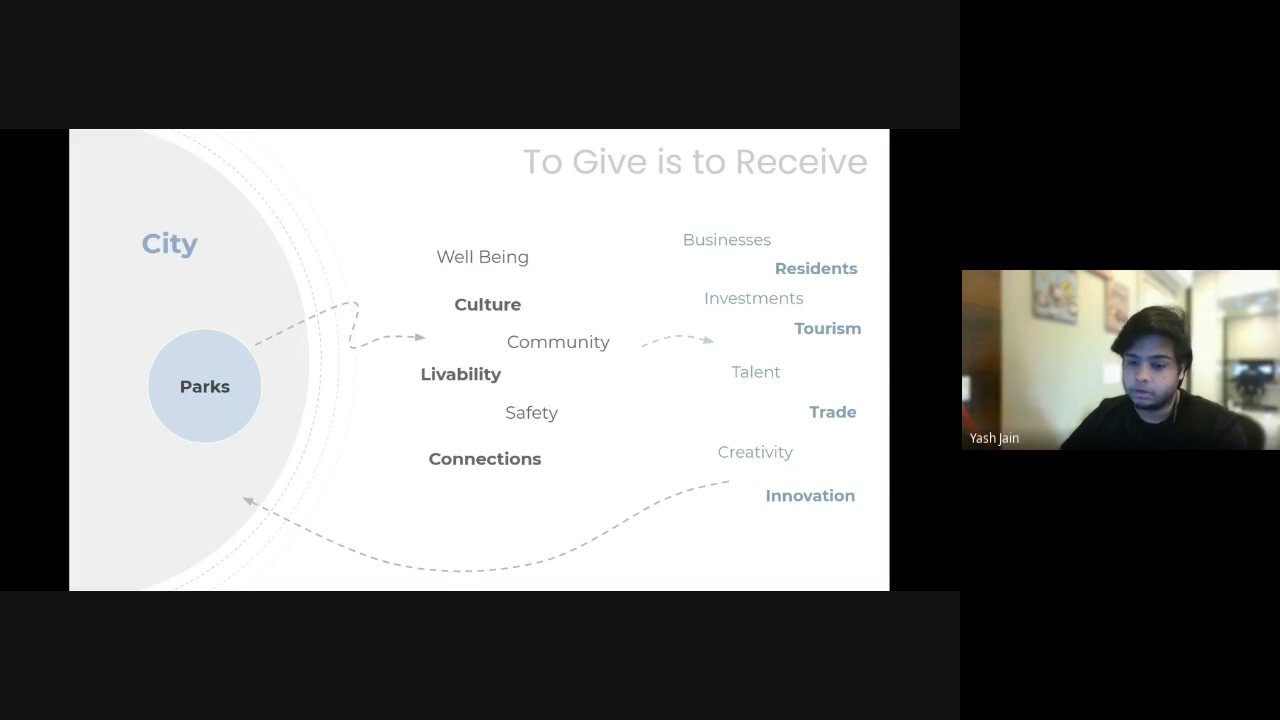 To Give is to Receive
City
Parks
Well Being
Culture
Community
Livability
Safety
Connections
Businesses
Residents
Investments
Tourism
Talent
Trade
Creativity
Innovation
Yash Jain